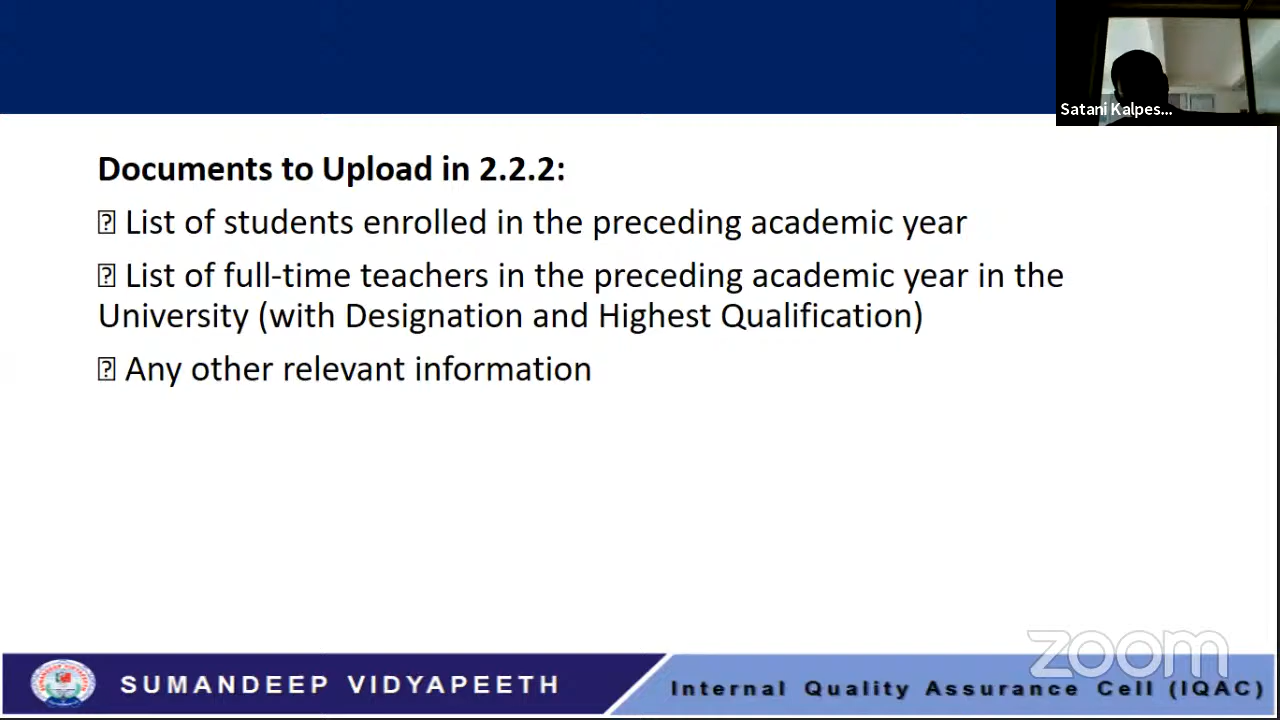 Satani Kalpes...
Documents to Upload in 2.2.2:
⍰ List of students enrolled in the preceding academic year
⍰ List of full-time teachers in the preceding academic year in the
University (with Designation and Highest Qualification)
⍰ Any other relevant information
zoom
SUMANDEEP VIDYAPEETH
Internal Quality Assurance Cell (IQAC)